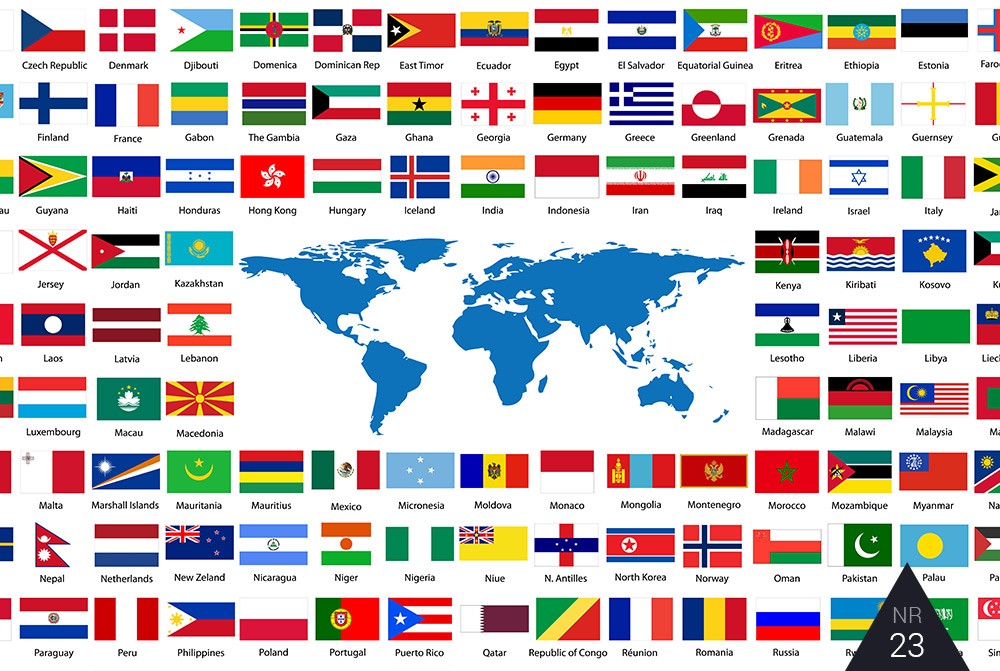 Czech Republic Denmark Djibouti Domenica Dominican Rep East Timor Ecuador Egypt El Salvador Equatorial Guinea Eritrea Ethiopia Estonia Faro
Finland France Gabon The Gambia Gaza Ghana Georgia Germany Greece Greenland Grenada Guatemala Guernsey Gu
au Guyana Haiti Honduras Hong Kong Hungary Iceland India Indonesia Iran Iraq Ireland Israel Italy Jar
Jersey Jordan Kazakhstan Kenya Kiribati Kosovo Ku
n Laos Latvia Lebanon Lesotho Liberia Libya Liech
Luxembourg Macau Macedonia Madagascar Malawi Malaysia Ma
Malta Marshall Islands Mauritania Mauritius Mexico Micronesia Moldova Monaco Mongolia Montenegro Morocco Mozambique Myanmar Na
Nepal Netherlands New Zeland Nicaragua Niger Nigeria Niue N. Antilles North Korea Norway Oman Pakistan Palau Pa
Paraguay Peru Philippines Poland Portugal Puerto Rico Qatar Republic of Congo Réunion Romania Russia Rw Sin
NR
23